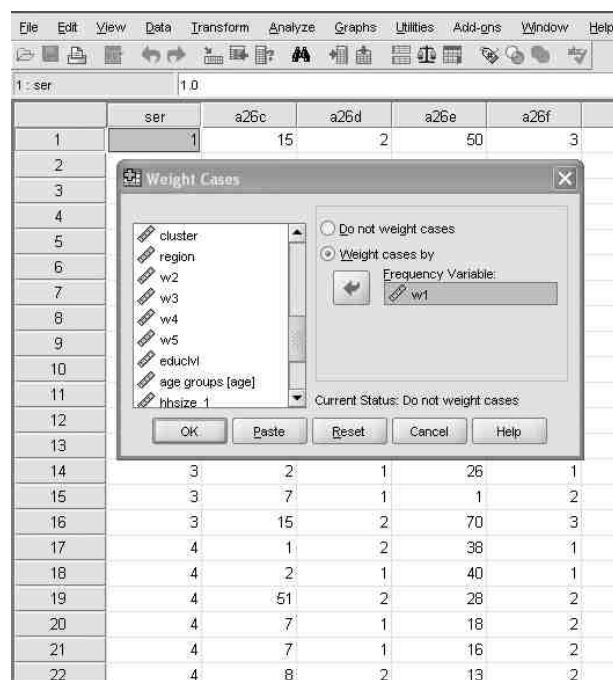 File Edit View Data Transform Analyze Graphs Utilities Add-ons Window Help
1 : ser 1.0
ser a26c a26d a26e a26f
1 1 15 2 50 3
2
3
4
5
6
7
8
9
10
11
12
13
Weight Cases
cluster
region
w2
w3
w4
w5
educlvl
age groups [age]
hhsize_1
Do not weight cases
Weight cases by
Frequency Variable:
w1
Current Status: Do not weight cases
OK Paste Reset Cancel Help
14 3 2 1 26 1
15 3 7 1 1 2
16 3 15 2 70 3
17 4 1 2 38 1
18 4 2 1 40 1
19 4 51 2 28 2
20 4 7 1 18 2
21 4 7 1 16 2
22 4 8 2 13 2